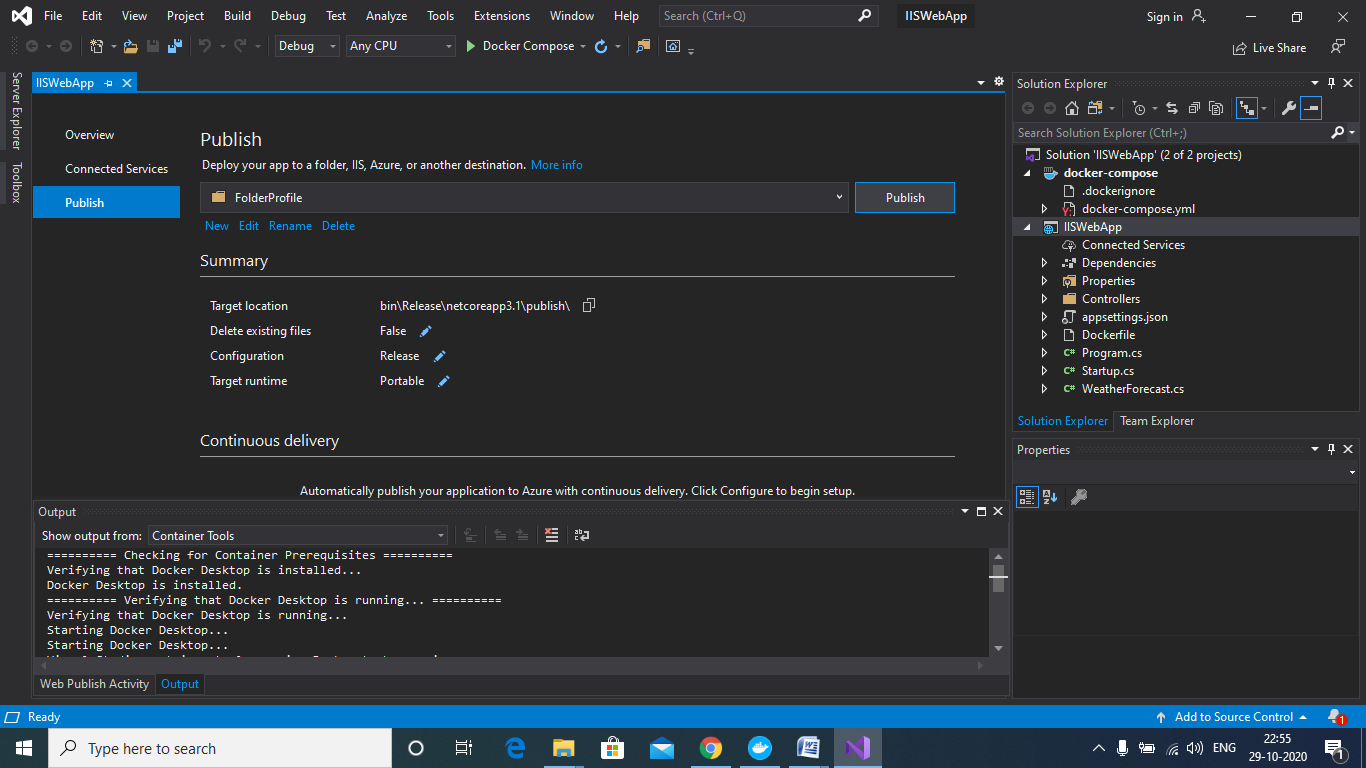 File Edit View Project Build Debug Test Analyze Tools Extensions Window Help Search (Ctrl+Q) IISWebApp Sign in
Debug Any CPU Docker Compose Live Share
Server Explorer
Toolbox
IISWebApp
Overview
Connected Services
Publish
Publish
Deploy your app to a folder, IIS, Azure, or another destination. More info
FolderProfile Publish
New Edit Rename Delete
Summary
Target location bin\Release\netcoreapp3.1\publish\
Delete existing files False
Configuration Release
Target runtime Portable
Continuous delivery
Automatically publish your application to Azure with continuous delivery. Click Configure to begin setup.
Output
Show output from: Container Tools
========== Checking for Container Prerequisites ==========
Verifying that Docker Desktop is installed...
Docker Desktop is installed.
========== Verifying that Docker Desktop is running... ==========
Verifying that Docker Desktop is running...
Starting Docker Desktop...
Starting Docker Desktop...
Web Publish Activity Output
Solution Explorer
Search Solution Explorer (Ctrl+;)
Solution 'IISWebApp' (2 of 2 projects)
docker-compose
.dockerignore
docker-compose.yml
IISWebApp
Connected Services
Dependencies
Properties
Controllers
appsettings.json
Dockerfile
C# Program.cs
C# Startup.cs
C# WeatherForecast.cs
Solution Explorer Team Explorer
Properties
Ready Add to Source Control 1
Type here to search ENG 22:55
29-10-2020 1